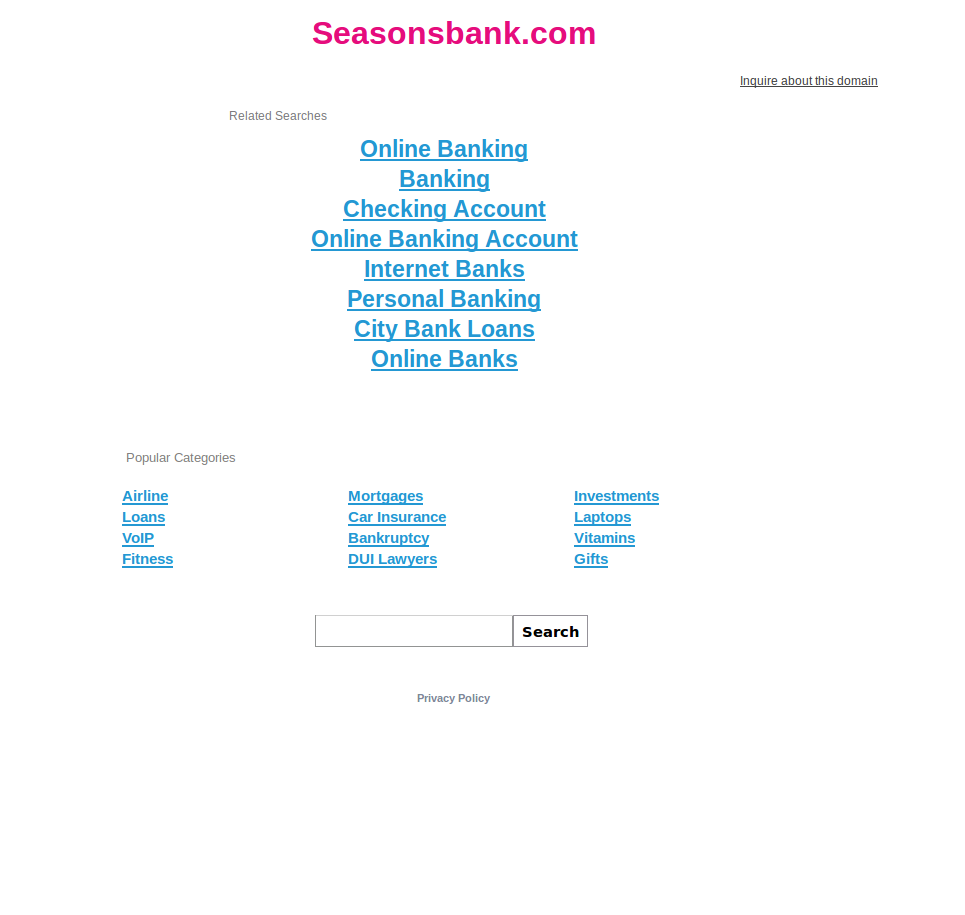 Seasonsbank.com
Inquire about this domain
Related Searches
Online Banking
Banking
Checking Account
Online Banking Account
Internet Banks
Personal Banking
City Bank Loans
Online Banks
Popular Categories
Airline Mortgages Investments
Loans Car Insurance Laptops
VoIP Bankruptcy Vitamins
Fitness DUI Lawyers Gifts
Search
Privacy Policy